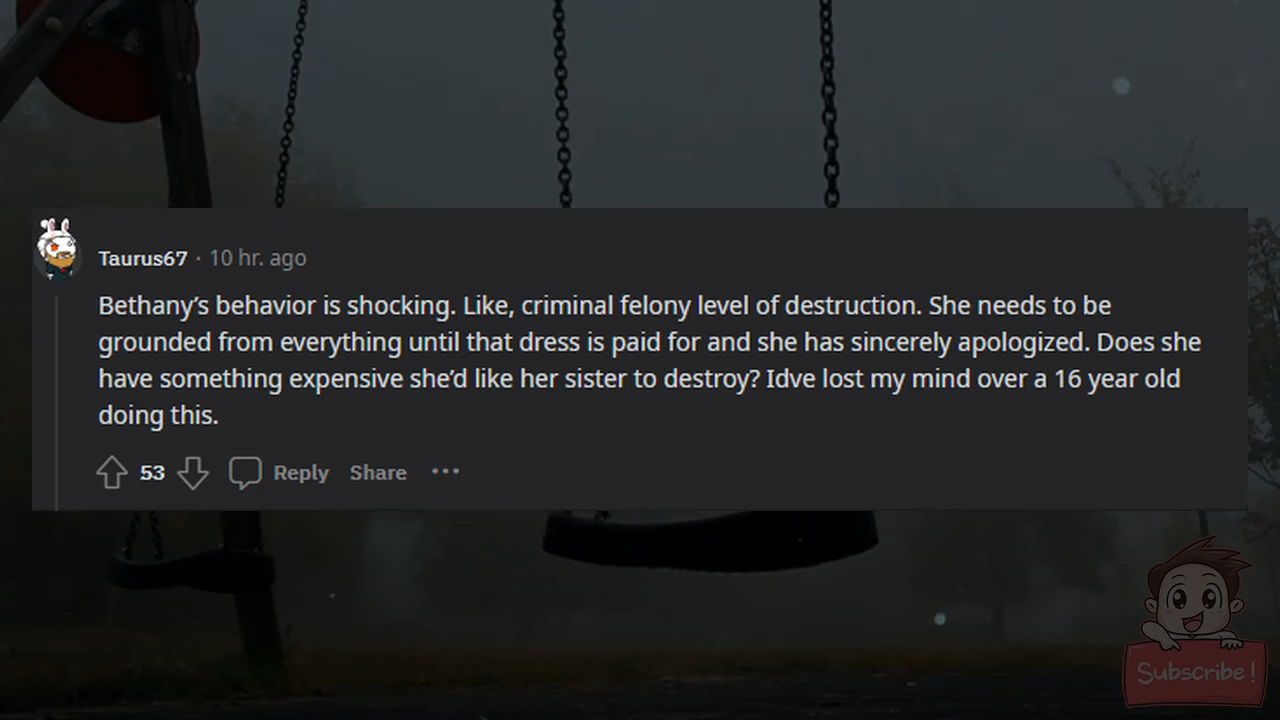 Taurus67 · 10 hr. ago
Bethany’s behavior is shocking. Like, criminal felony level of destruction. She needs to be
grounded from everything until that dress is paid for and she has sincerely apologized. Does she
have something expensive she’d like her sister to destroy? Idve lost my mind over a 16 year old
doing this.
53 Reply Share ···
Subscribe!